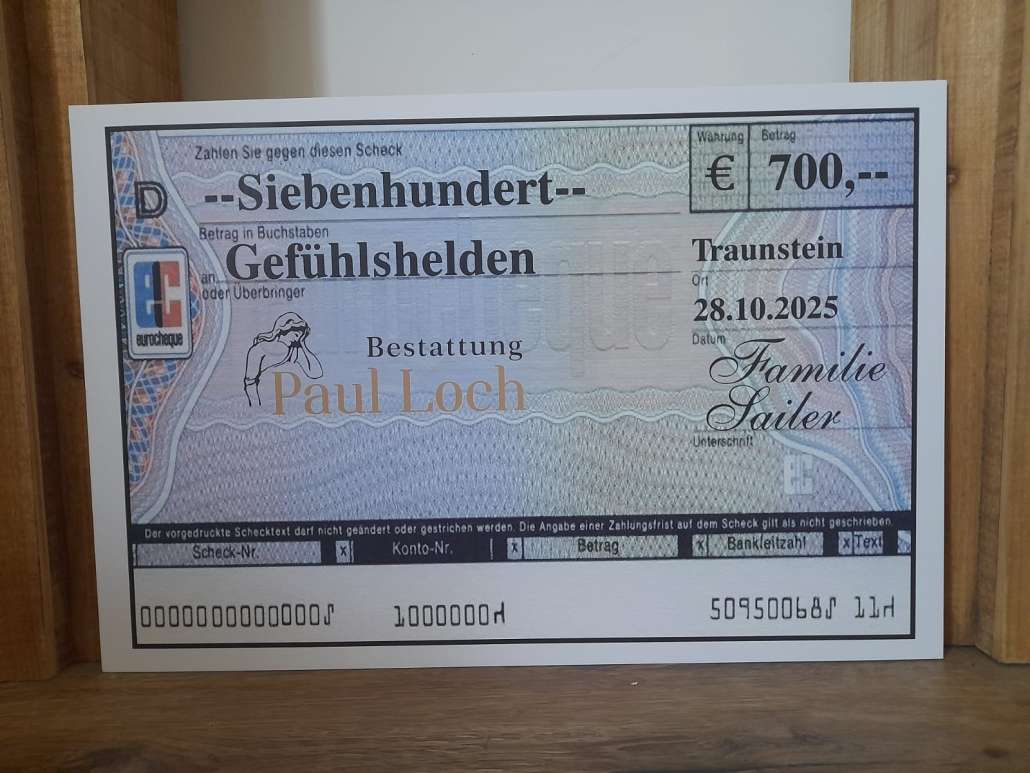 Zahlen Sie gegen diesen Scheck
Währung Betrag
D --Siebenhundert-- € 700,--
Betrag in Buchstaben
an Gefühlshelden Traunstein
oder Überbringer Ort
28.10.2025
Datum
eurocheque
Bestattung
Paul Loch
Familie
Sailer
Unterschrift
Der vorgedruckte Schecktext darf nicht geändert oder gestrichen werden. Die Angabe einer Zahlungsfrist auf dem Scheck gilt als nicht geschrieben.
Scheck-Nr. x Konto-Nr. x Betrag x Bankleitzahl x Text
0000000000000⑀ 1000000⑁ 50950068⑀ 11⑁